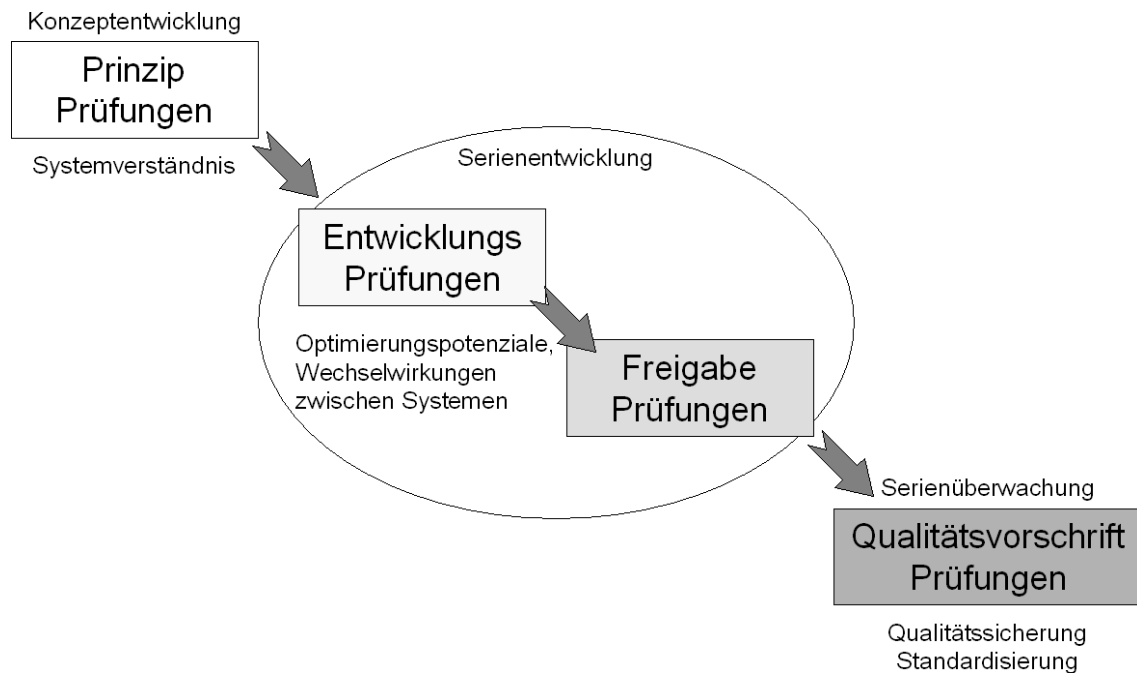 Konzeptentwicklung
Prinzip
Prüfungen
Systemverständnis
Serienentwicklung
Entwicklungs
Prüfungen
Optimierungspotenziale,
Wechselwirkungen
zwischen Systemen
Freigabe
Prüfungen
Serienüberwachung
Qualitätsvorschrift
Prüfungen
Qualitätssicherung
Standardisierung